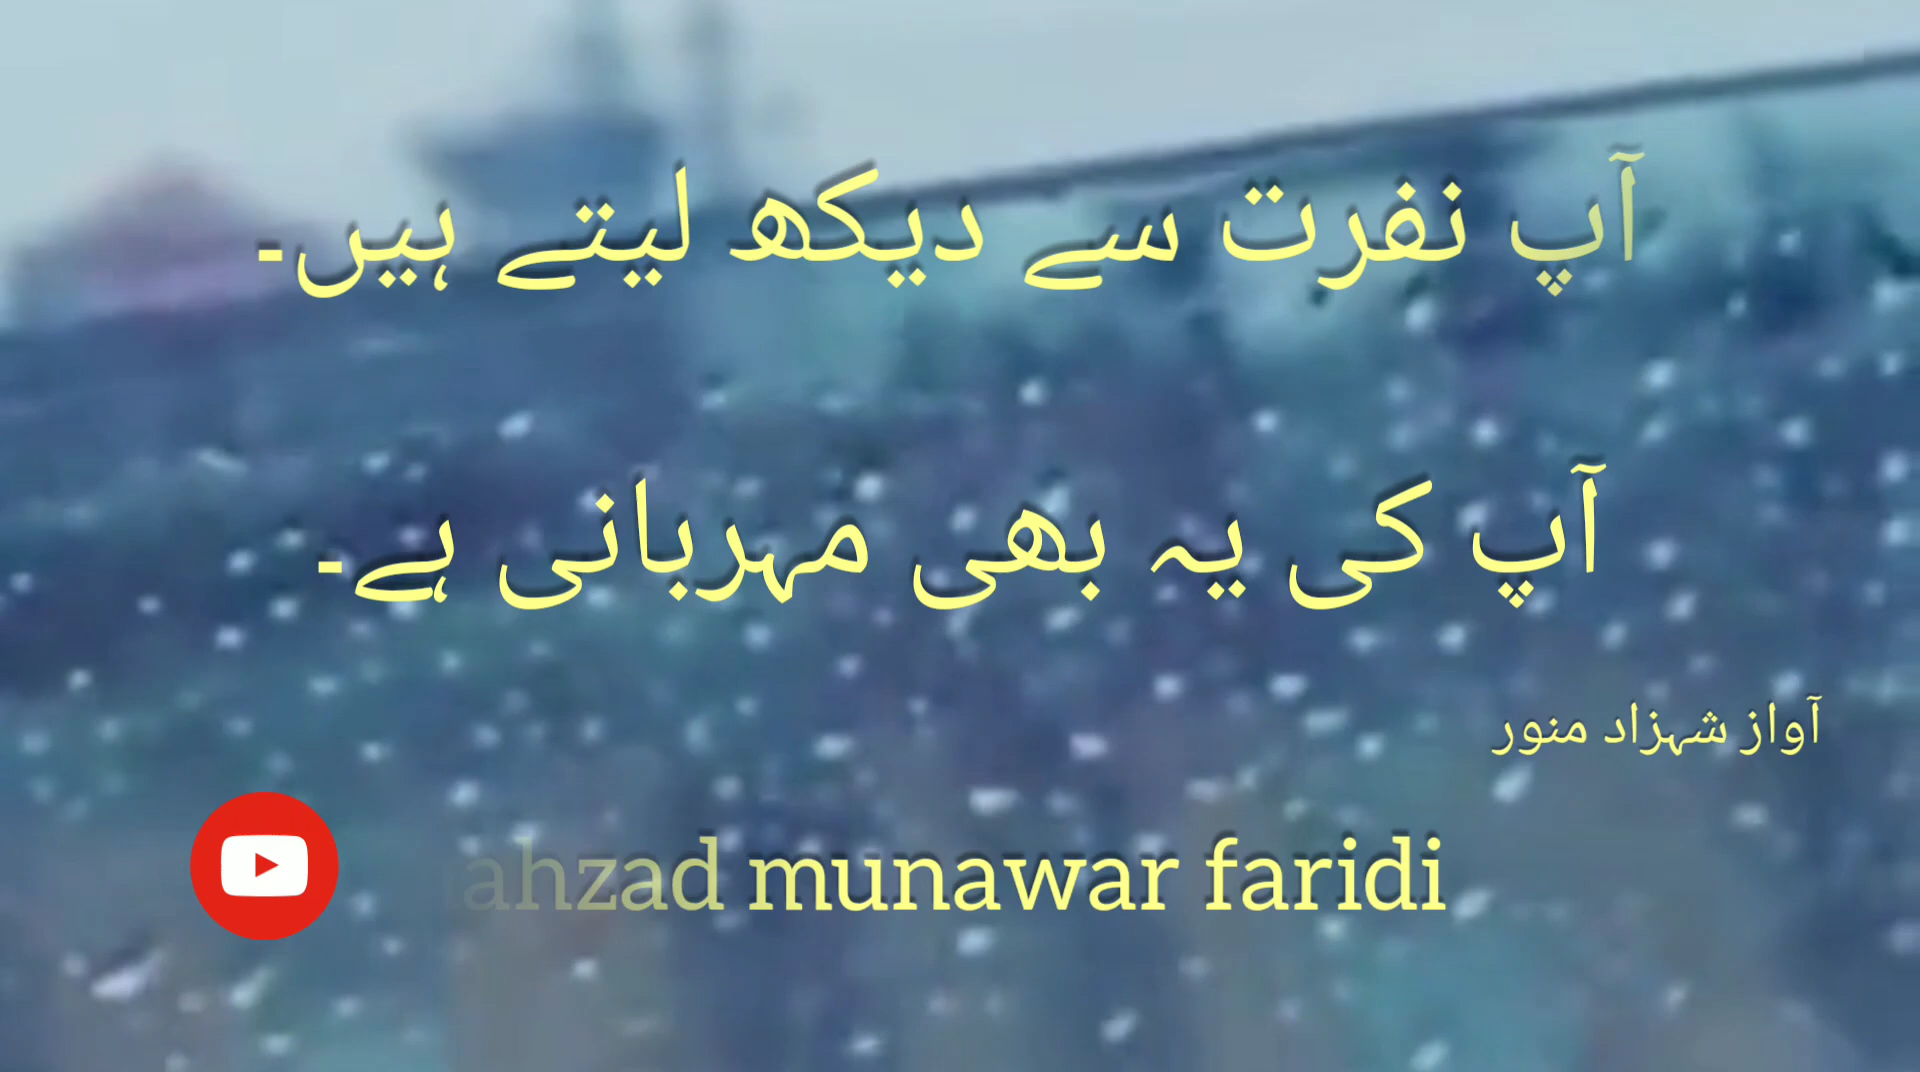 آپ نفرت سے دیکھ لیتے ہیں۔
آپ کی یہ بھی مہربانی ہے۔
آواز شہزاد منور
ahzad munawar faridi